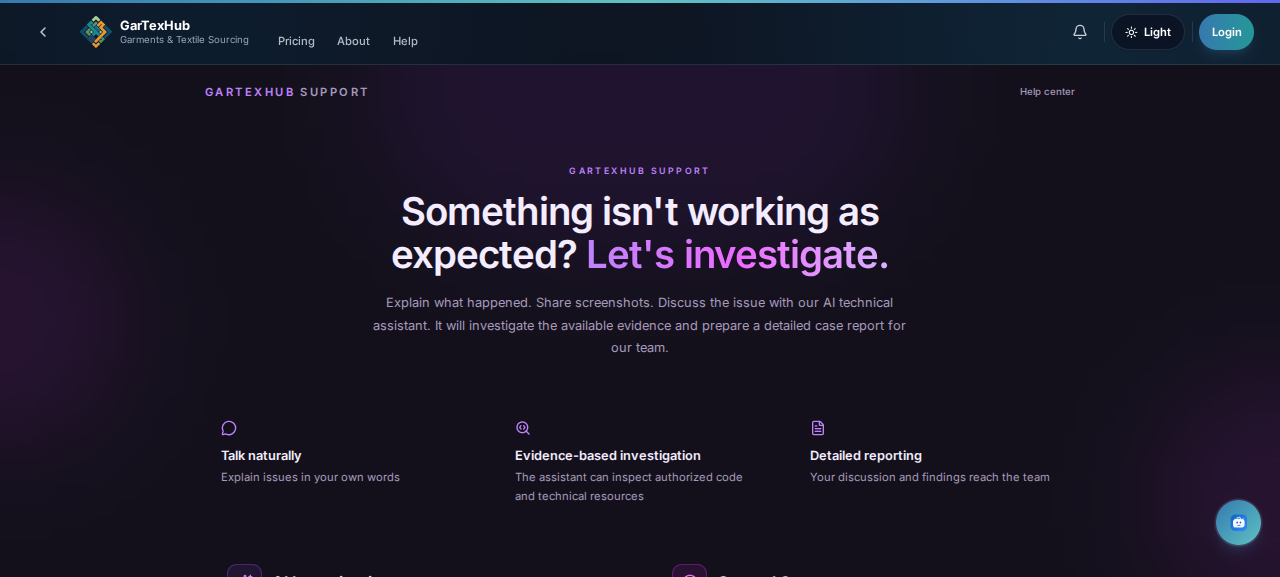 GarTexHub
Garments & Textile Sourcing
Pricing
About
Help
Light
Login
GARTEXHUB SUPPORT
Help center
GARTEXHUB SUPPORT
Something isn't working as
expected? Let's investigate.
Explain what happened. Share screenshots. Discuss the issue with our AI technical
assistant. It will investigate the available evidence and prepare a detailed case report for
our team.
Talk naturally
Explain issues in your own words
Evidence-based investigation
The assistant can inspect authorized code
and technical resources
Detailed reporting
Your discussion and findings reach the team